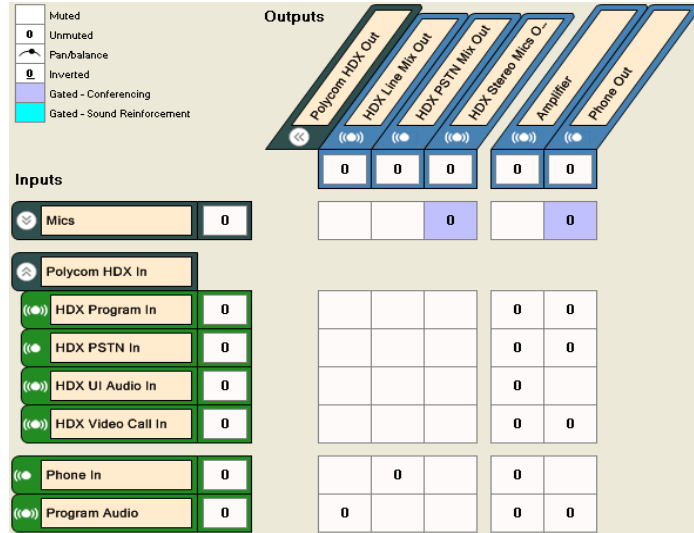 Muted
0 Unmuted
Pan/balance
0 Inverted
Gated - Conferencing
Gated - Sound Reinforcement
Outputs
Polycom HDX Out
HDX Line Mix Out
HDX PSTN Mix Out
HDX Stereo Mics O...
Amplifier
Phone Out
0 0 0 0 0
Inputs
Mics 0 0 0
Polycom HDX In
HDX Program In 0 0 0
HDX PSTN In 0 0 0
HDX UI Audio In 0 0
HDX Video Call In 0 0 0
Phone In 0 0 0
Program Audio 0 0 0 0